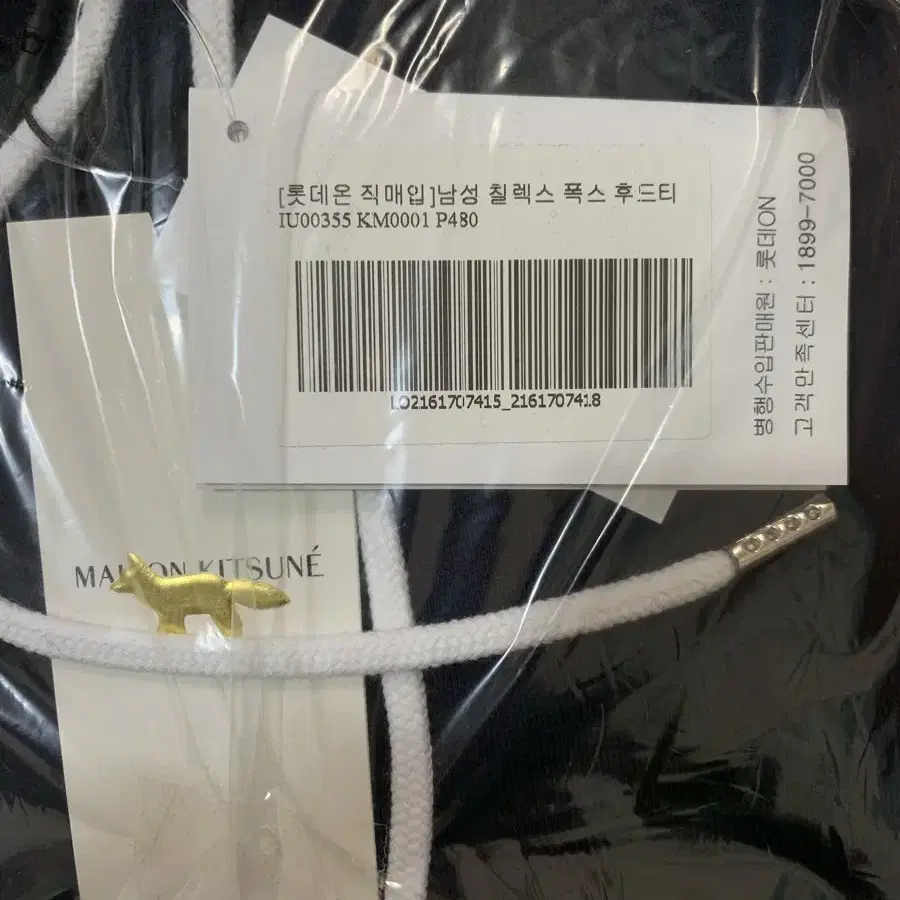 [롯데온 직매입]남성 칠렉스 폭스 후드티
IU00355 KM0001 P480
LO2161707415_2161707418
병행수입판매원 : 롯데ON
고객만족센터 : 1899-7000
MAISON KITSUNÉ